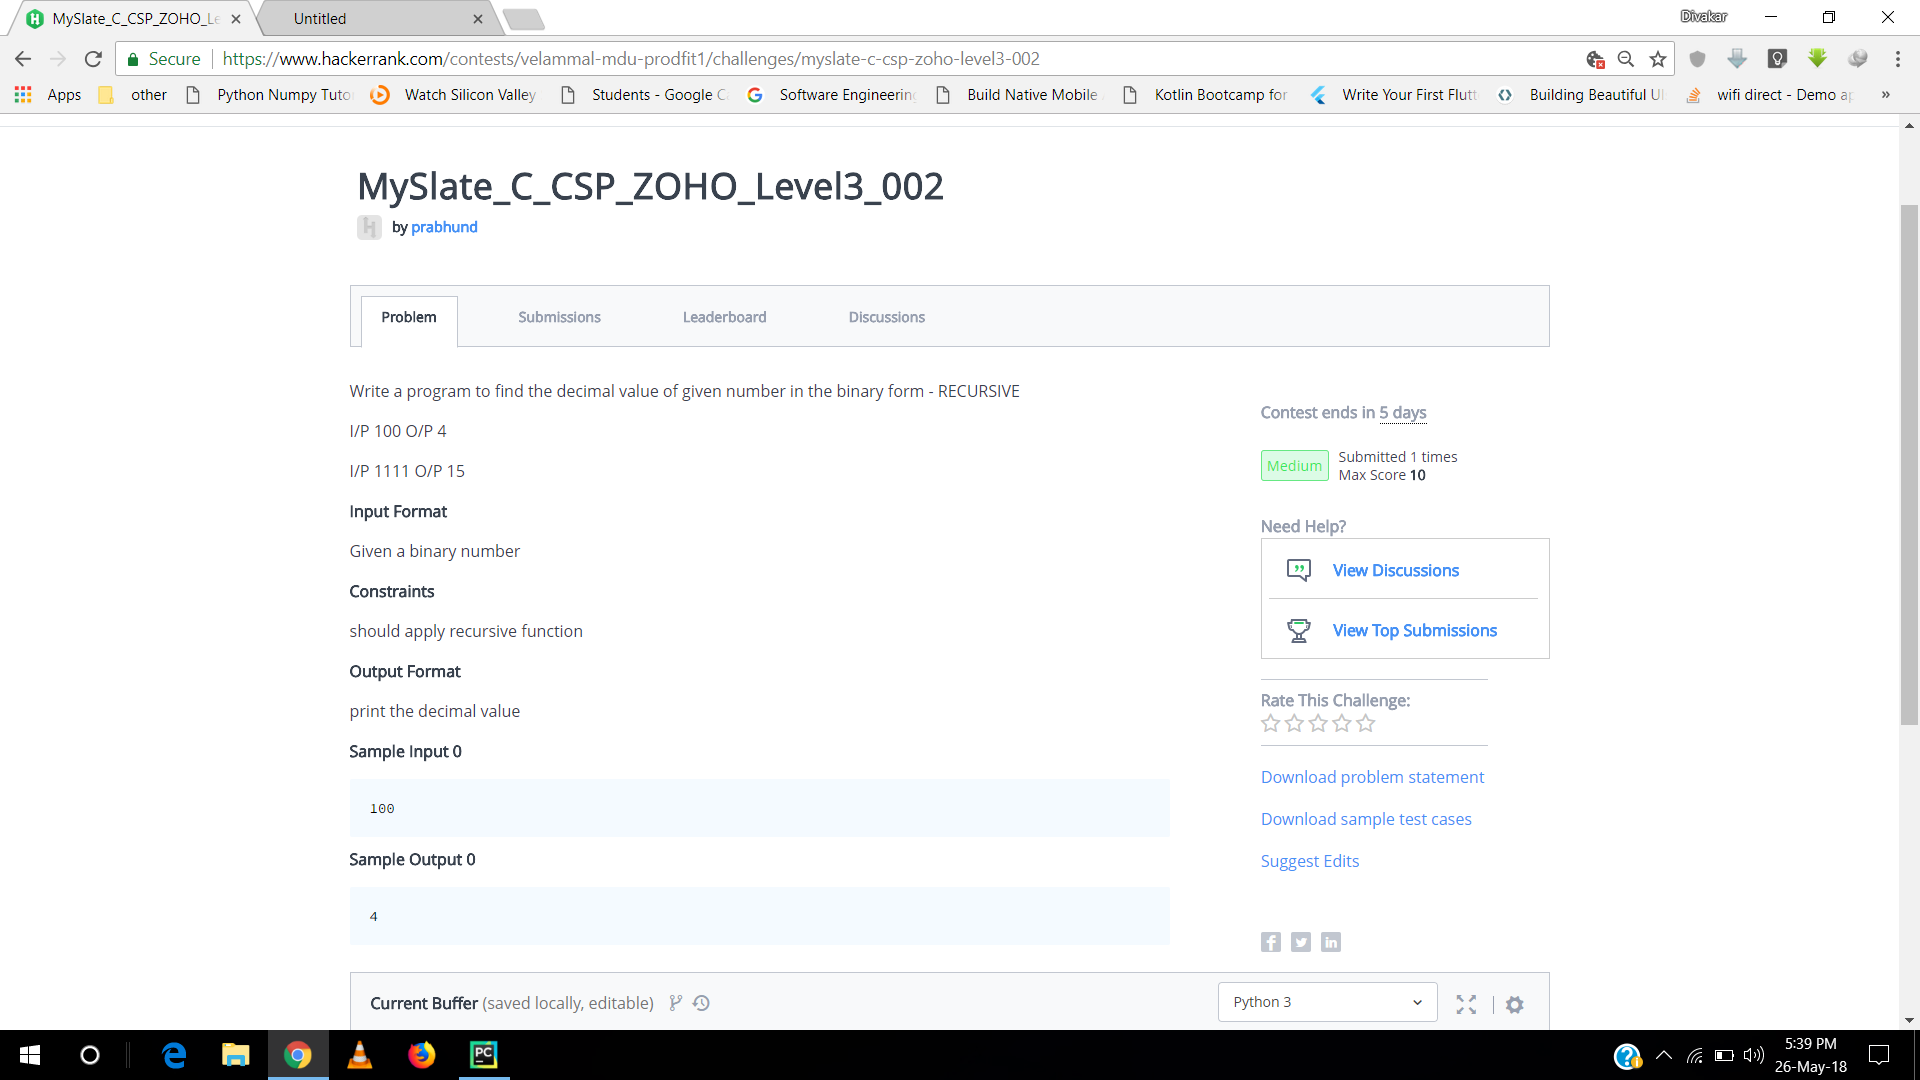 MySlate_C_CSP_ZOHO_Le
Untitled
Divakar
Secure
https://www.hackerrank.com/contests/velammal-mdu-prodfit1/challenges/myslate-c-csp-zoho-level3-002
Apps other Python Numpy Tuto Watch Silicon Valley Students - Google C Software Engineering Build Native Mobile Kotlin Bootcamp for Write Your First Flutt Building Beautiful UI wifi direct - Demo ap »
MySlate_C_CSP_ZOHO_Level3_002
by prabhund
Problem Submissions Leaderboard Discussions
Write a program to find the decimal value of given number in the binary form - RECURSIVE
I/P 100 O/P 4
I/P 1111 O/P 15
Input Format
Given a binary number
Constraints
should apply recursive function
Output Format
print the decimal value
Sample Input 0
100
Sample Output 0
4
Contest ends in 5 days
Medium
Submitted 1 times
Max Score 10
Need Help?
View Discussions
View Top Submissions
Rate This Challenge:
Download problem statement
Download sample test cases
Suggest Edits
Current Buffer (saved locally, editable)
Python 3
PC
5:39 PM
26-May-18